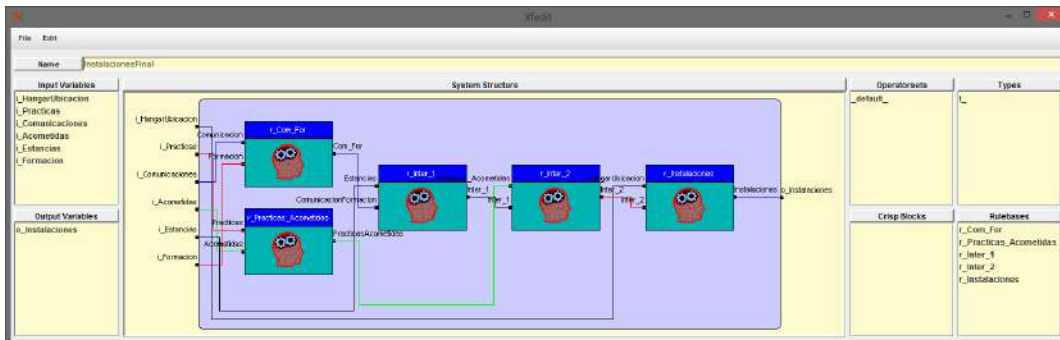 Xfedit
File Edit
Name InstalacionesFinal
Input Variables
i_HangarUbicacion
i_Practicas
i_Comunicaciones
i_Acometidas
i_Estancias
i_Formacion
Output Variables
o_Instalaciones
System Structure
i_HangarUbicacion
i_Practicas
i_Comunicaciones
i_Acometidas
i_Estancias
i_Formacion
Comunicacion
Formacion
r_Com_For
Com_For
Practicas
Acometidas
r_Practicas_Acometidas
PracticasAcometidas
Estancias
ComunicacionFormacion
r_Inter_1
Inter_1
_Acometidas
Inter_1
r_Inter_2
Inter_2
garUbicacion
Inter_2
r_Instalaciones
Instalaciones
o_Instalaciones
Operatorsets
_default_
Types
t_
Crisp Blocks
Rulebases
r_Com_For
r_Practicas_Acometidas
r_Inter_1
r_Inter_2
r_Instalaciones